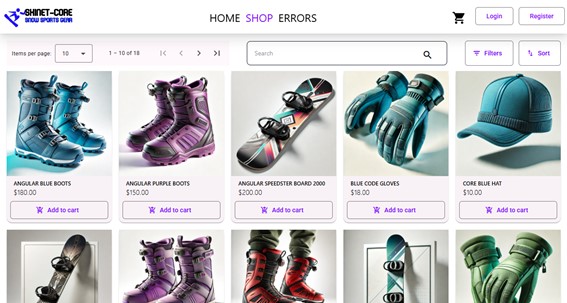 SHINET-CORE
SNOW SPORTS GEAR
HOME SHOP ERRORS
Login
Register
Items per page: 10
1 – 10 of 18
Search
Filters
Sort
ANGULAR BLUE BOOTS
$180.00
Add to cart
ANGULAR PURPLE BOOTS
$150.00
Add to cart
ANGULAR SPEEDSTER BOARD 2000
$200.00
Add to cart
BLUE CODE GLOVES
$18.00
Add to cart
CORE BLUE HAT
$10.00
Add to cart